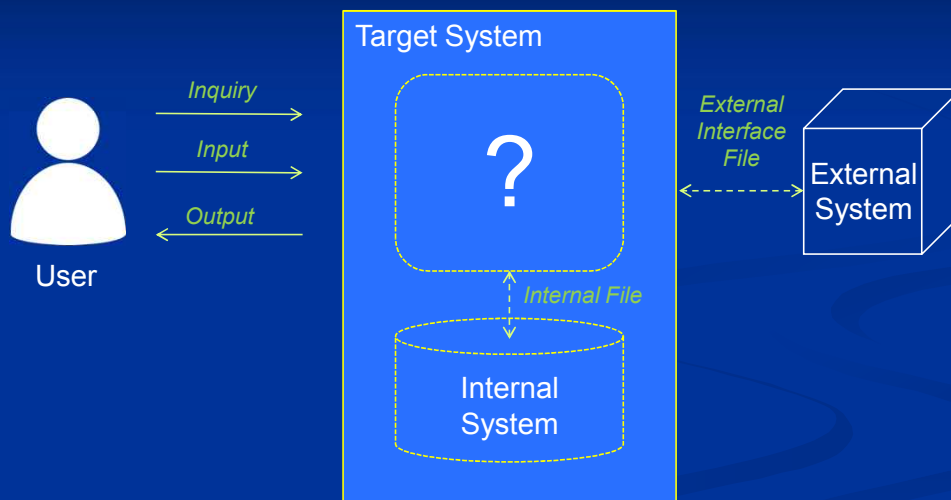 Target System
Inquiry
Input
Output
User
?
Internal File
Internal
System
External
Interface
File
External
System